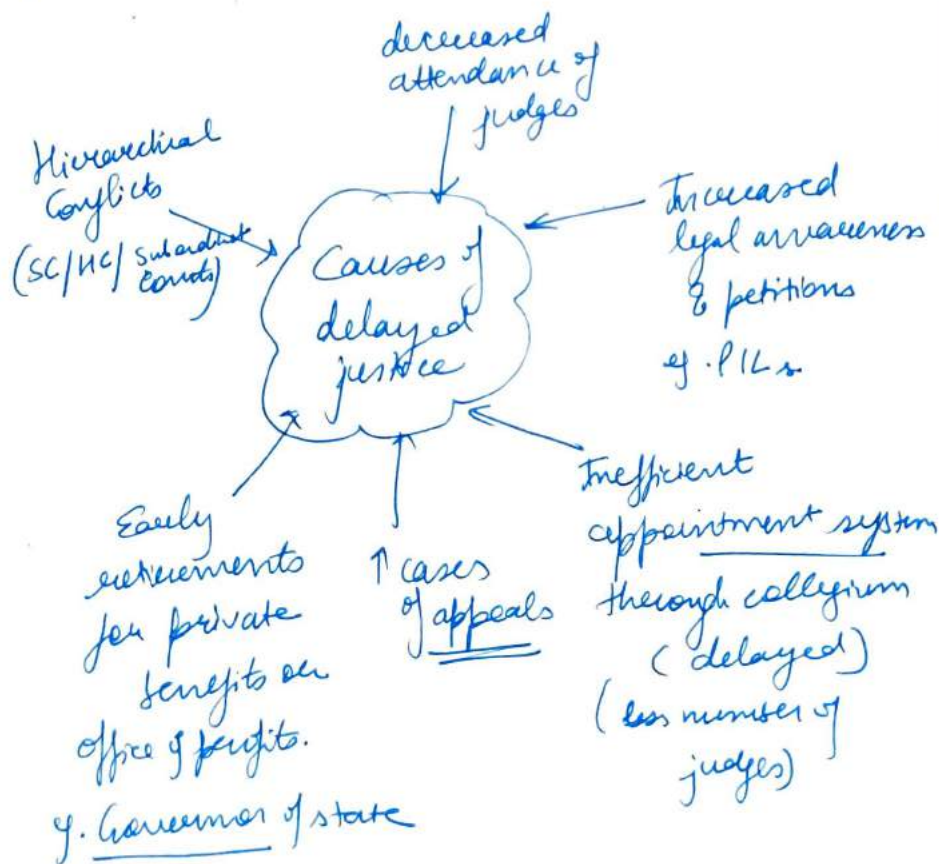 decreased
attendance of
judges
Hierarchical
Conflicts
(SC/HC/ Subordinate
Courts)
Increased
legal awareness
& petitions
eg. PILs
Causes of
delayed
justice
Early
retirements
for private
benefits or
office of profits.
eg. Governor of state
↑ cases
of appeals
Inefficient
appointment system
through collegium
(delayed)
(less number of
judges)